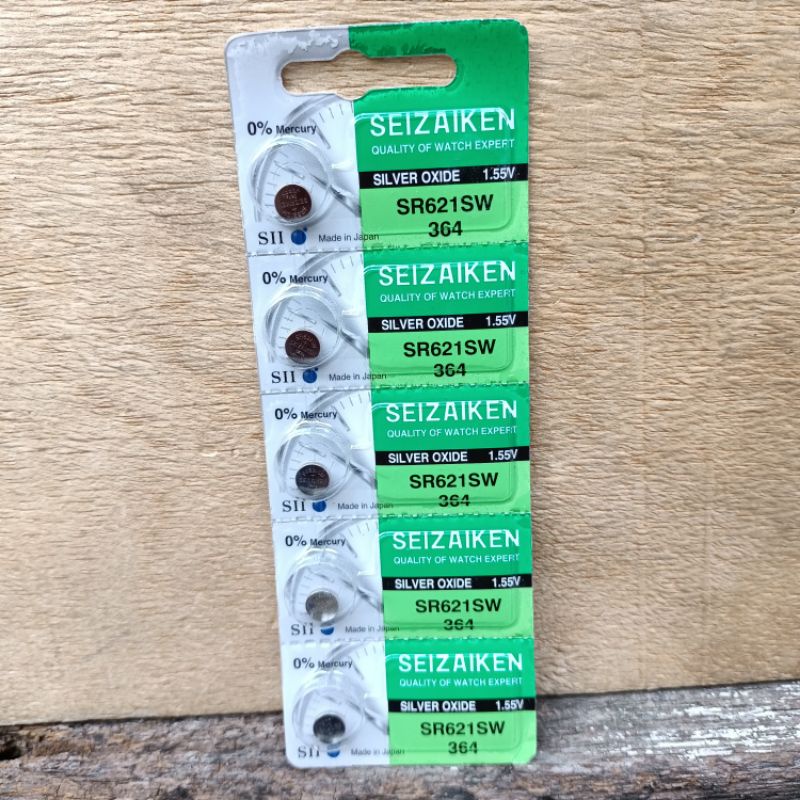 0% Mercury
SEIZAIKEN
QUALITY OF WATCH EXPERT
SILVER OXIDE 1.55V
SR621SW
364
SII Made in Japan
0% Mercury
SEIZAIKEN
QUALITY OF WATCH EXPERT
SILVER OXIDE 1.55V
SR621SW
364
SII Made in Japan
0% Mercury
SEIZAIKEN
QUALITY OF WATCH EXPERT
SILVER OXIDE 1.55V
SR621SW
364
SII Made in Japan
0% Mercury
SEIZAIKEN
QUALITY OF WATCH EXPERT
SILVER OXIDE 1.55V
SR621SW
364
SII Made in Japan
0% Mercury
SEIZAIKEN
QUALITY OF WATCH EXPERT
SILVER OXIDE 1.55V
SR621SW
364
SII Made in Japan